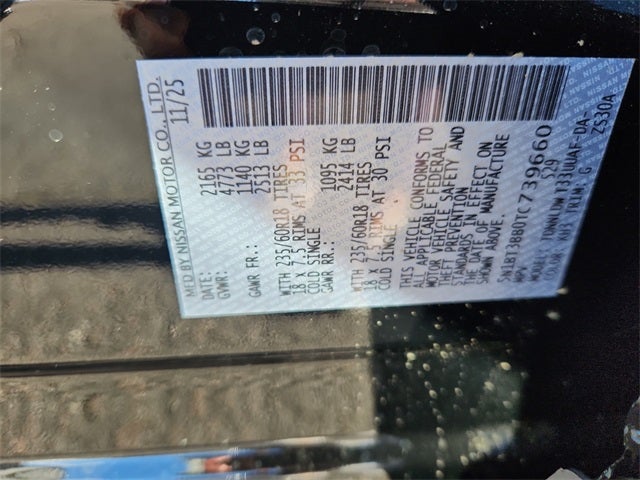 MFD BY NISSAN MOTOR CO., LTD.
DATE: 11/25
GVWR: 2165 KG
4773 LB
GAWR FR.: 1140 KG
2513 LB
WITH 235/60R18 TIRES
18 X 7.5 RIMS AT 33 PSI
COLD SINGLE
GAWR RR.: 1095 KG
2414 LB
WITH 235/60R18 TIRES
18 X 7.5 RIMS AT 30 PSI
COLD SINGLE
THIS VEHICLE CONFORMS TO
ALL APPLICABLE FEDERAL
MOTOR VEHICLE SAFETY AND
THEFT PREVENTION
STANDARDS IN EFFECT ON
THE DATE OF MANUFACTURE
SHOWN ABOVE.
5N1BT3BB0TC739660
MPV 529
MODEL:
COLOR: KH3 TRIM: G ZS30A